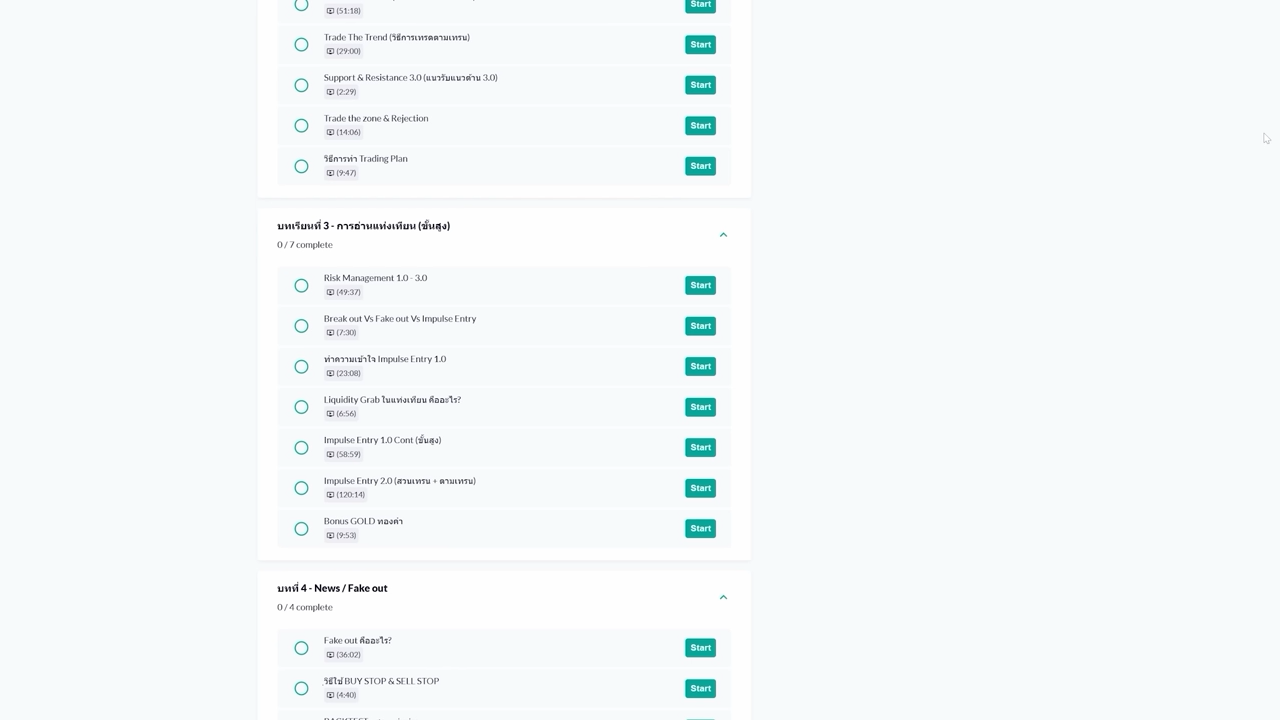 (51:18)
Start
Trade The Trend (วิธีการเทรดตามเทรน)
(29:00)
Start
Support & Resistance 3.0 (แนวรับแนวต้าน 3.0)
(2:29)
Start
Trade the zone & Rejection
(14:06)
Start
วิธีการทำ Trading Plan
(9:47)
Start
บทเรียนที่ 3 - การอ่านแท่งเทียน (ขั้นสูง)
0 / 7 complete
Risk Management 1.0 - 3.0
(49:37)
Start
Break out Vs Fake out Vs Impulse Entry
(7:30)
Start
ทำความเข้าใจ Impulse Entry 1.0
(23:08)
Start
Liquidity Grab ในแท่งเทียน คืออะไร?
(6:56)
Start
Impulse Entry 1.0 Cont (ขั้นสูง)
(58:59)
Start
Impulse Entry 2.0 (สวนเทรน + ตามเทรน)
(120:14)
Start
Bonus GOLD ทองคำ
(9:53)
Start
บทที่ 4 - News / Fake out
0 / 4 complete
Fake out คืออะไร?
(36:02)
Start
วิธีใช้ BUY STOP & SELL STOP
(4:40)
Start